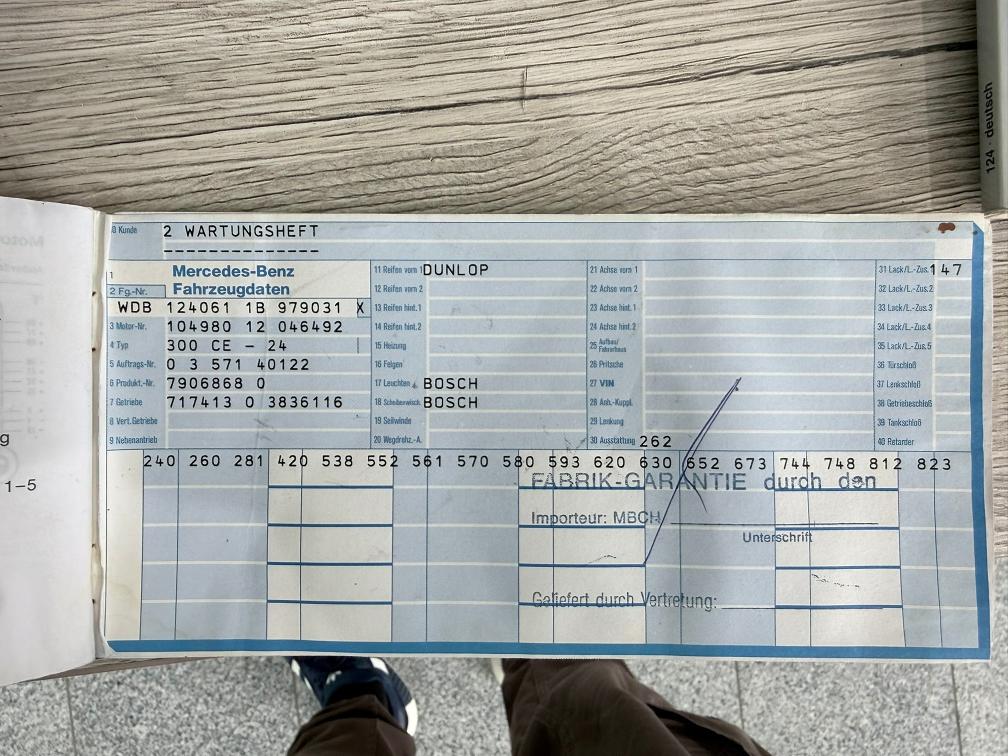 124 · deutsch
0 Kunde 2 WARTUNGSHEFT
--------------
1 Mercedes-Benz
Fahrzeugdaten
2 Fg.-Nr.
WDB 124061 1B 979031 X
3 Motor-Nr. 104980 12 046492
4 Typ 300 CE - 24
5 Auftrags-Nr. 0 3 571 40122
6 Produkt.-Nr. 7906868 0
7 Getriebe 717413 0 3836116
8 Vert.Getriebe
9 Nebenantrieb
11 Reifen vorn 1 DUNLOP
12 Reifen vorn 2
13 Reifen hint.1
14 Reifen hint.2
15 Heizung
16 Felgen
17 Leuchten BOSCH
18 Scheibenwisch. BOSCH
19 Seilwinde
20 Wegdrehz.-A.
21 Achse vorn 1
22 Achse vorn 2
23 Achse hint.1
24 Achse hint.2
25 Aufbau/
Fahrerhaus
26 Pritsche
27 VIN
28 Anh.-Kuppl.
29 Lenkung
30 Ausstattung 262
31 Lack/L.-Zus. 147
32 Lack/L.-Zus.2
33 Lack/L.-Zus.3
34 Lack/L.-Zus.4
35 Lack/L.-Zus.5
36 Türschloß
37 Lenkschloß
38 Getriebeschloß
39 Tankschloß
40 Retarder
240 260 281 420 538 552 561 570 580 593 620 630 652 673 744 748 812 823
FABRIK-GARANTIE durch den
Importeur: MBCH
Unterschrift
Geliefert durch Vertretung:
g
1-5